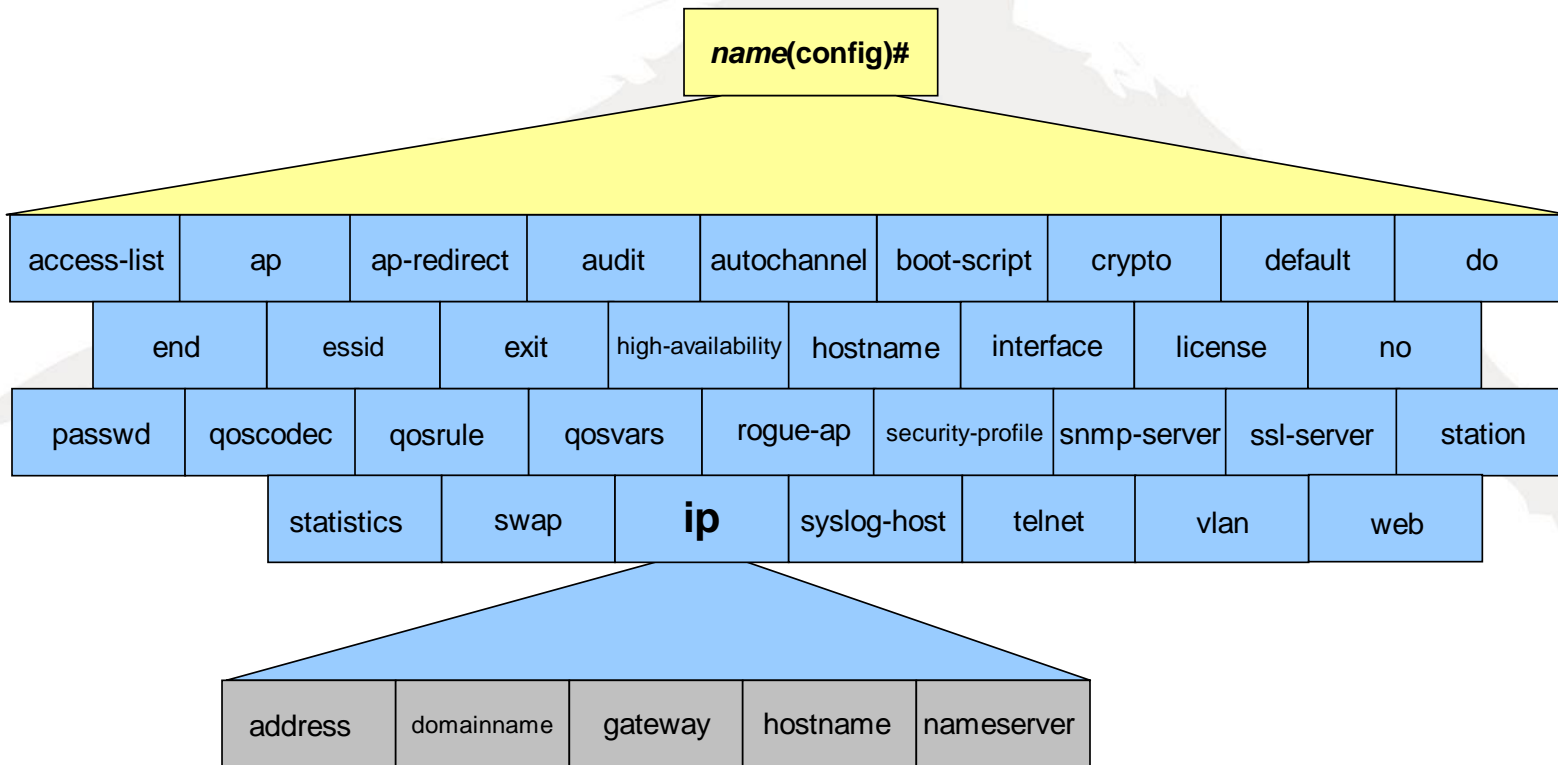 name(config)#
access-list ap ap-redirect audit autochannel boot-script crypto default do
end essid exit high-availability hostname interface license no
passwd qoscodec qosrule qosvars rogue-ap security-profile snmp-server ssl-server station
statistics swap ip syslog-host telnet vlan web
address domainname gateway hostname nameserver